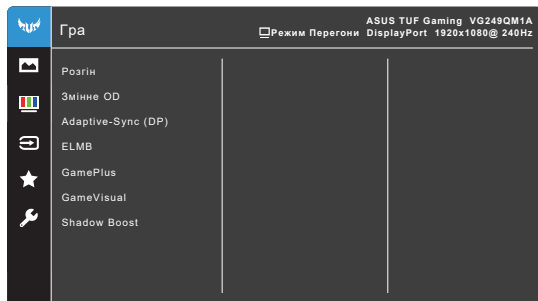 ASUS TUF Gaming VG249QM1A
Гра
Режим Перегони DisplayPort 1920x1080@ 240Hz
Розгін
Змінне OD
Adaptive-Sync (DP)
ELMB
GamePlus
GameVisual
Shadow Boost